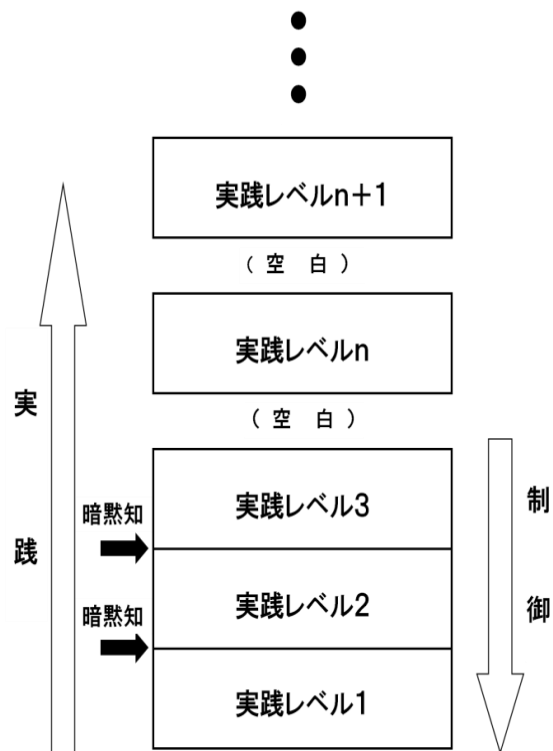 実践レベルn＋1
（ 空 白 ）
実践レベルn
（ 空 白 ）
実践
制御
実践レベル3
暗黙知
実践レベル2
暗黙知
実践レベル1